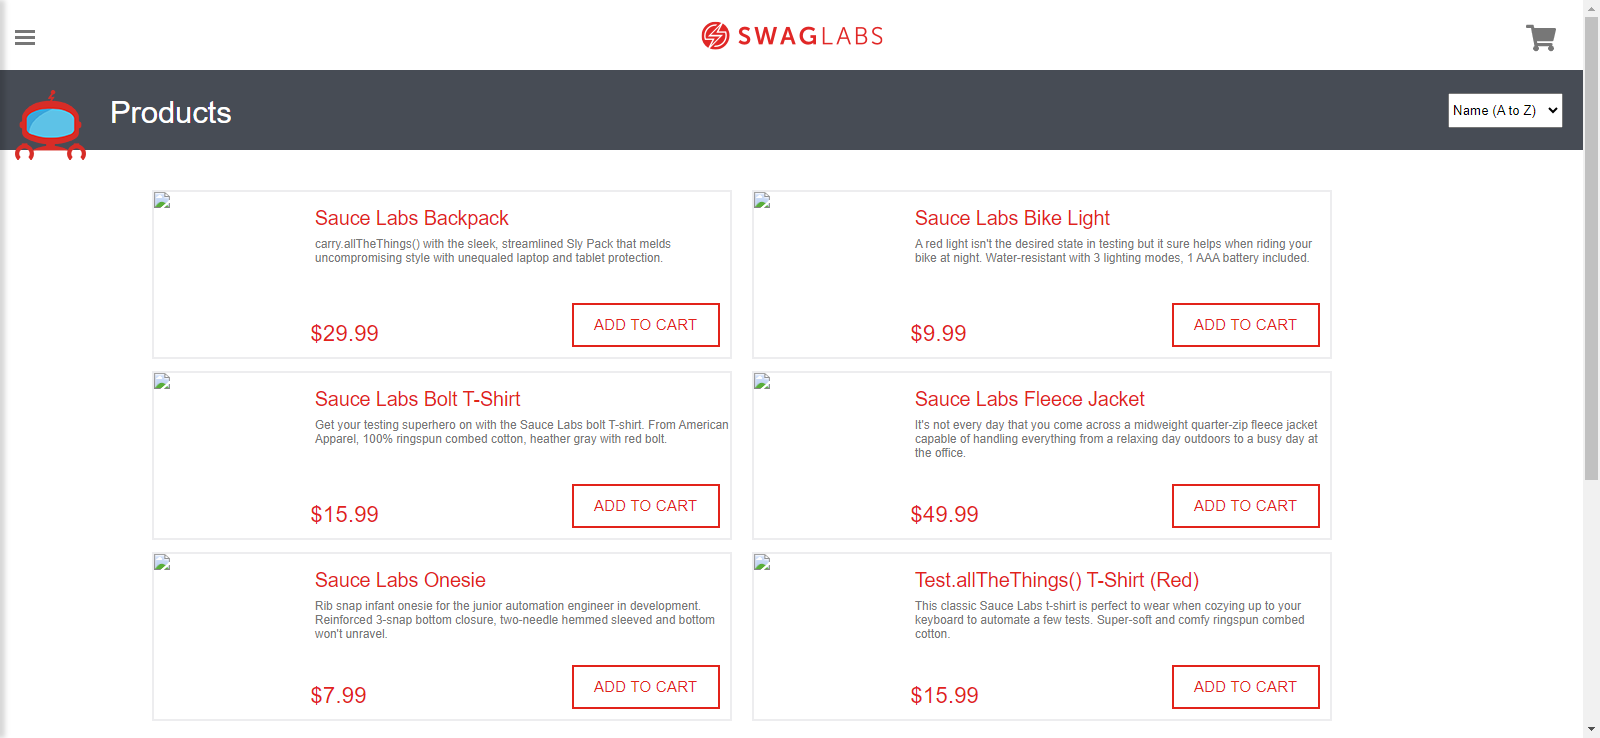 SWAGLABS
Products
Name (A to Z)
Sauce Labs Backpack
carry.allTheThings() with the sleek, streamlined Sly Pack that melds
uncompromising style with unequaled laptop and tablet protection.
$29.99
ADD TO CART
Sauce Labs Bike Light
A red light isn't the desired state in testing but it sure helps when riding your
bike at night. Water-resistant with 3 lighting modes, 1 AAA battery included.
$9.99
ADD TO CART
Sauce Labs Bolt T-Shirt
Get your testing superhero on with the Sauce Labs bolt T-shirt. From American
Apparel, 100% ringspun combed cotton, heather gray with red bolt.
$15.99
ADD TO CART
Sauce Labs Fleece Jacket
It's not every day that you come across a midweight quarter-zip fleece jacket
capable of handling everything from a relaxing day outdoors to a busy day at
the office.
$49.99
ADD TO CART
Sauce Labs Onesie
Rib snap infant onesie for the junior automation engineer in development.
Reinforced 3-snap bottom closure, two-needle hemmed sleeved and bottom
won't unravel.
$7.99
ADD TO CART
Test.allTheThings() T-Shirt (Red)
This classic Sauce Labs t-shirt is perfect to wear when cozying up to your
keyboard to automate a few tests. Super-soft and comfy ringspun combed
cotton.
$15.99
ADD TO CART